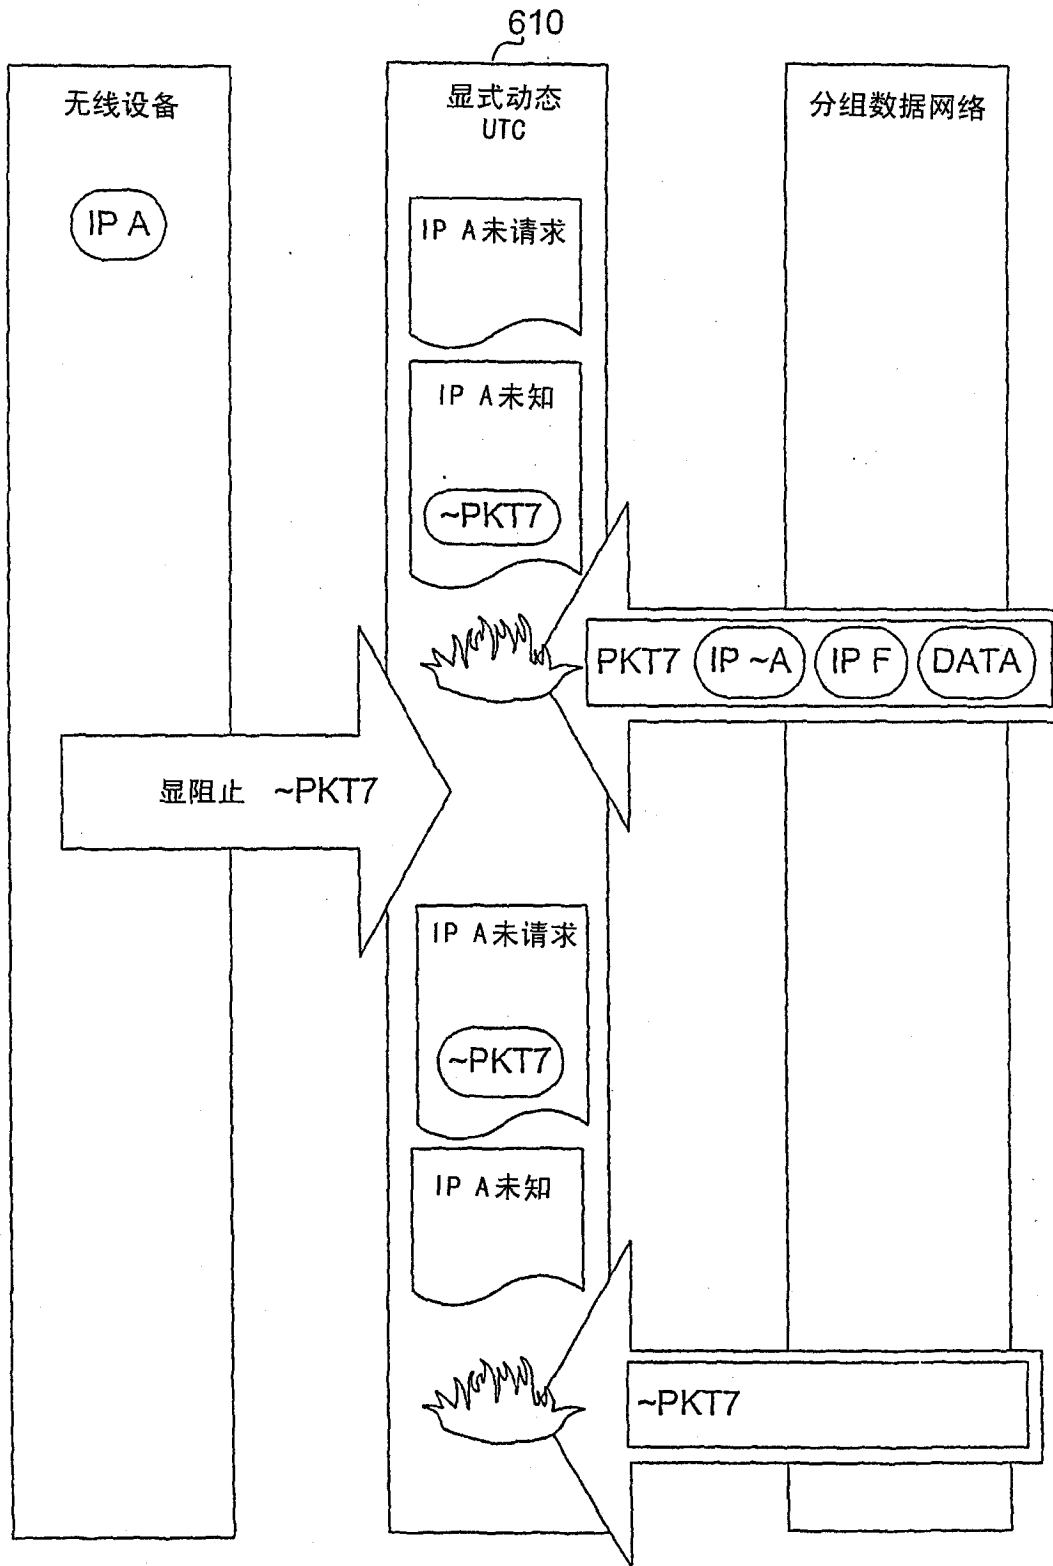 610
无线设备
显式动态
UTC
分组数据网络
IP A
IP A未请求
IP A未知
~PKT7
PKT7 IP ~A IP F DATA
显阻止 ~PKT7
IP A未请求
~PKT7
IP A未知
~PKT7